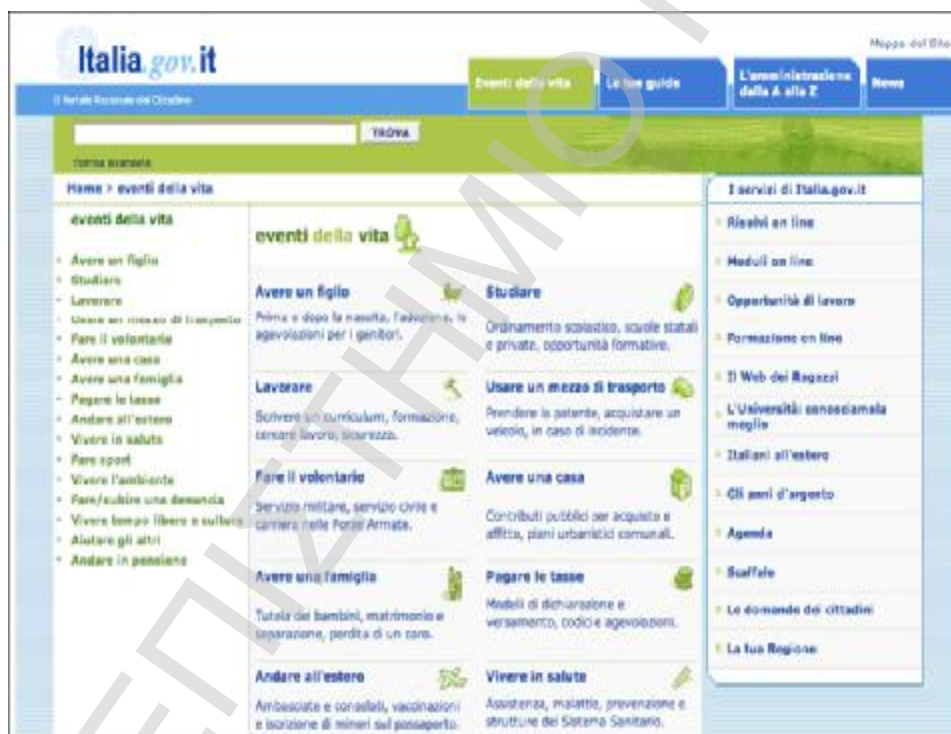 Italia.gov.it
Mappa del Sito
Il Portale Nazionale del Cittadino
Eventi della vita
Le tue guide
L'amministrazione
dalla A alla Z
News
TROVA
ricerca avanzata
Home > eventi della vita
eventi della vita
Avere un figlio
Studiare
Lavorare
Usare un mezzo di trasporto
Fare il volontario
Avere una casa
Avere una famiglia
Pagare le tasse
Andare all'estero
Vivere in salute
Fare sport
Vivere l'ambiente
Fare/subire una denuncia
Vivere tempo libero e cultura
Aiutare gli altri
Andare in pensione
eventi della vita
Avere un figlio
Prima e dopo la nascita, l'adozione, le
agevolazioni per i genitori.
Studiare
Ordinamento scolastico, scuole statali
e private, opportunità formative.
Lavorare
Scrivere un curriculum, formazione,
cercare lavoro, sicurezza.
Usare un mezzo di trasporto
Prendere la patente, acquistare un
veicolo, in caso di incidente.
Fare il volontario
Servizio militare, servizio civile e
carriera nelle Forze Armate.
Avere una casa
Contributi pubblici per acquisto e
affitto, piani urbanistici comunali.
Avere una famiglia
Tutela dei bambini, matrimonio e
separazione, perdita di un caro.
Pagare le tasse
Modelli di dichiarazione e
versamento, codici e agevolazioni.
Andare all'estero
Ambasciate e consolati, vaccinazioni
e iscrizione di minori sul passaporto.
Vivere in salute
Assistenza, malattie, prevenzione e
strutture del Sistema Sanitario.
I servizi di Italia.gov.it
Risolvi on line
Moduli on line
Opportunità di lavoro
Formazione on line
Il Web dei Ragazzi
L'Università: conosciamola
meglio
Italiani all'estero
Gli anni d'argento
Agenda
Scaffale
Le domande dei cittadini
La tua Regione